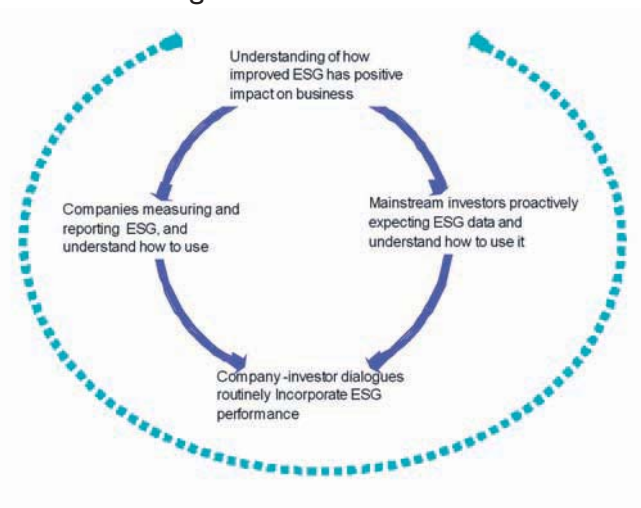 Understanding of how
improved ESG has positive
impact on business
Companies measuring and
reporting ESG, and
understand how to use
Mainstream investors proactively
expecting ESG data and
understand how to use it
Company-investor dialogues
routinely Incorporate ESG
performance